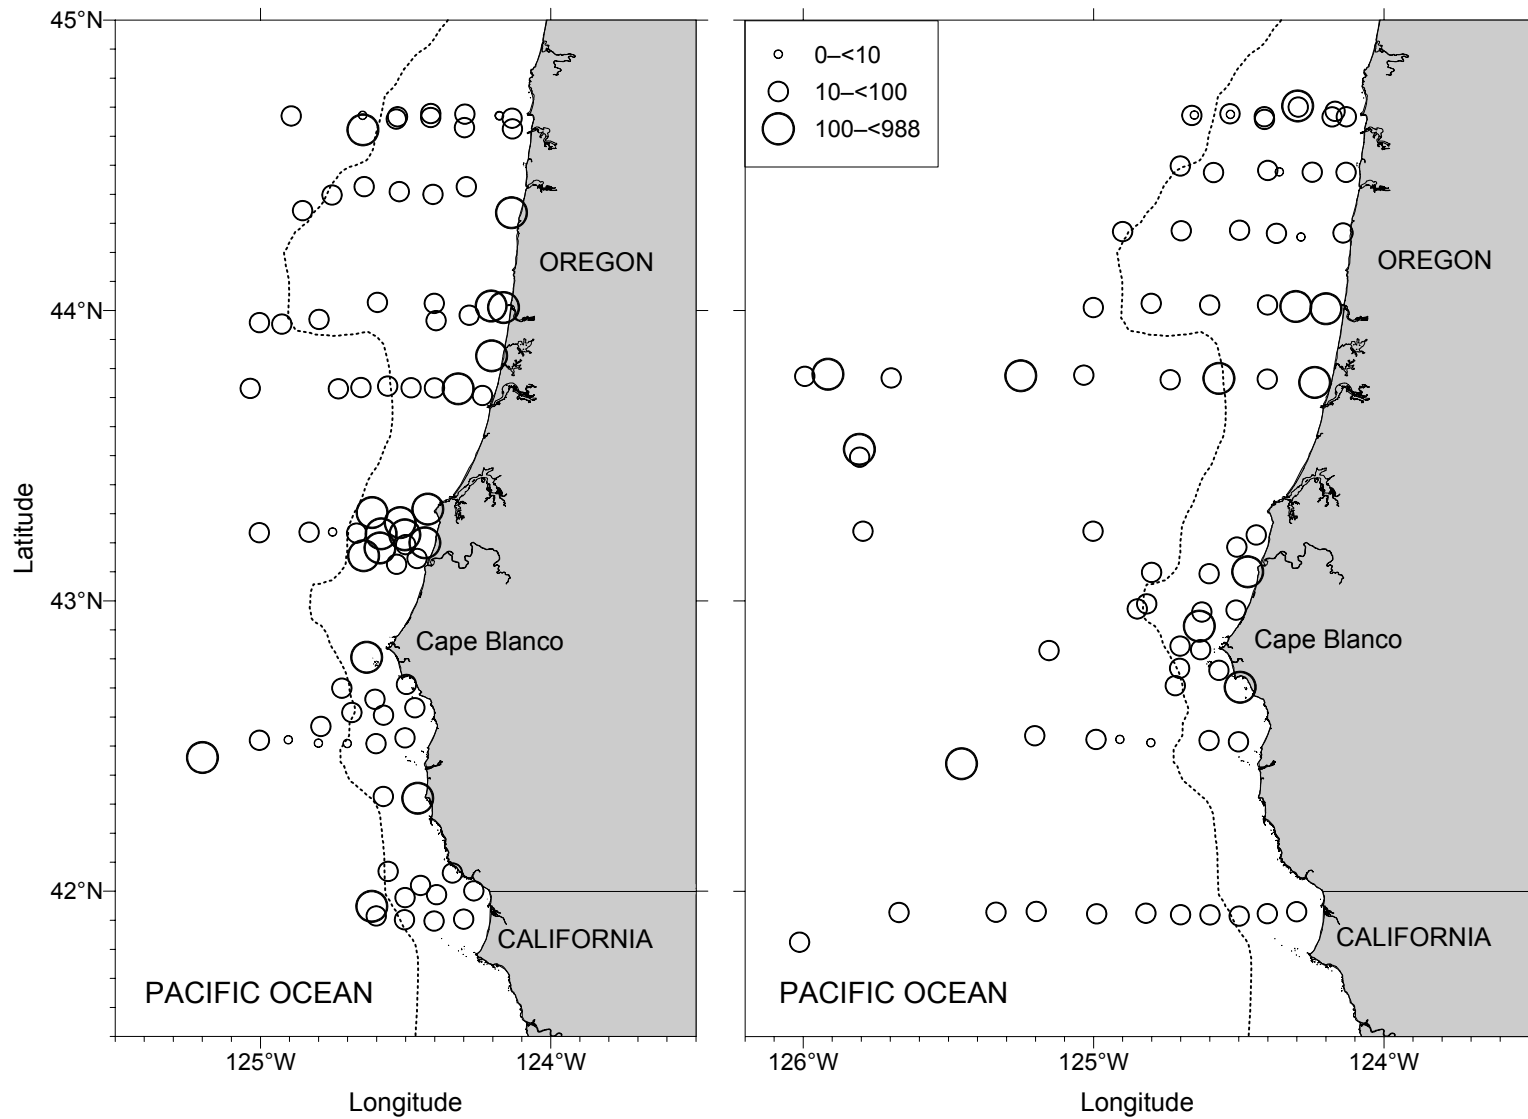 45°N
44°N
43°N
42°N
Latitude
OREGON
Cape Blanco
CALIFORNIA
PACIFIC OCEAN
125°W
124°W
Longitude
0–<10
10–<100
100–<988
OREGON
Cape Blanco
CALIFORNIA
PACIFIC OCEAN
126°W
125°W
124°W
Longitude